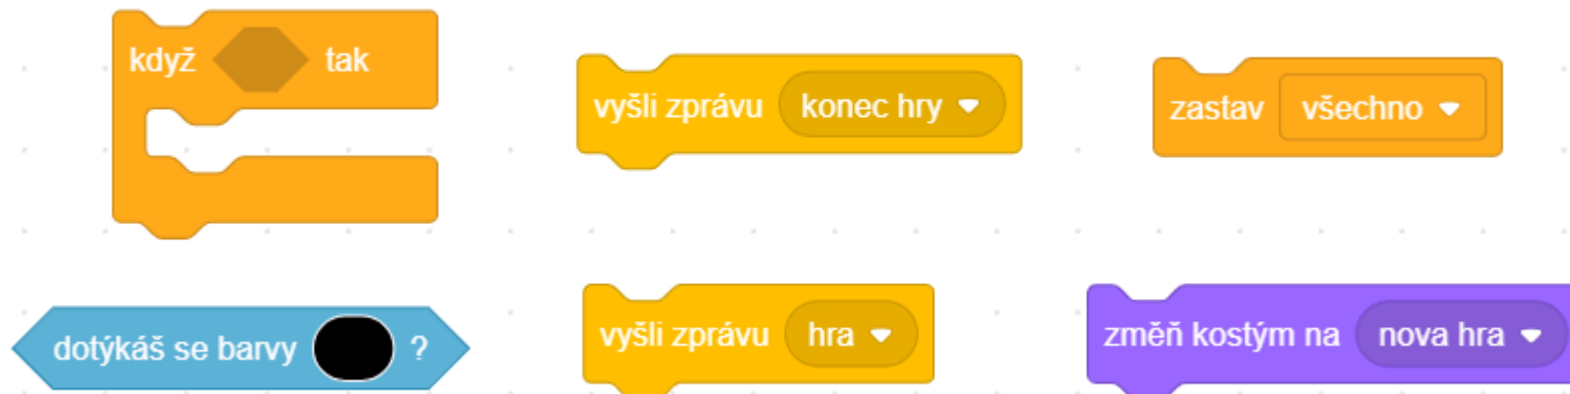 když tak
vyšli zprávu konec hry
zastav všechno
dotýkáš se barvy ?
vyšli zprávu hra
změň kostým na nova hra